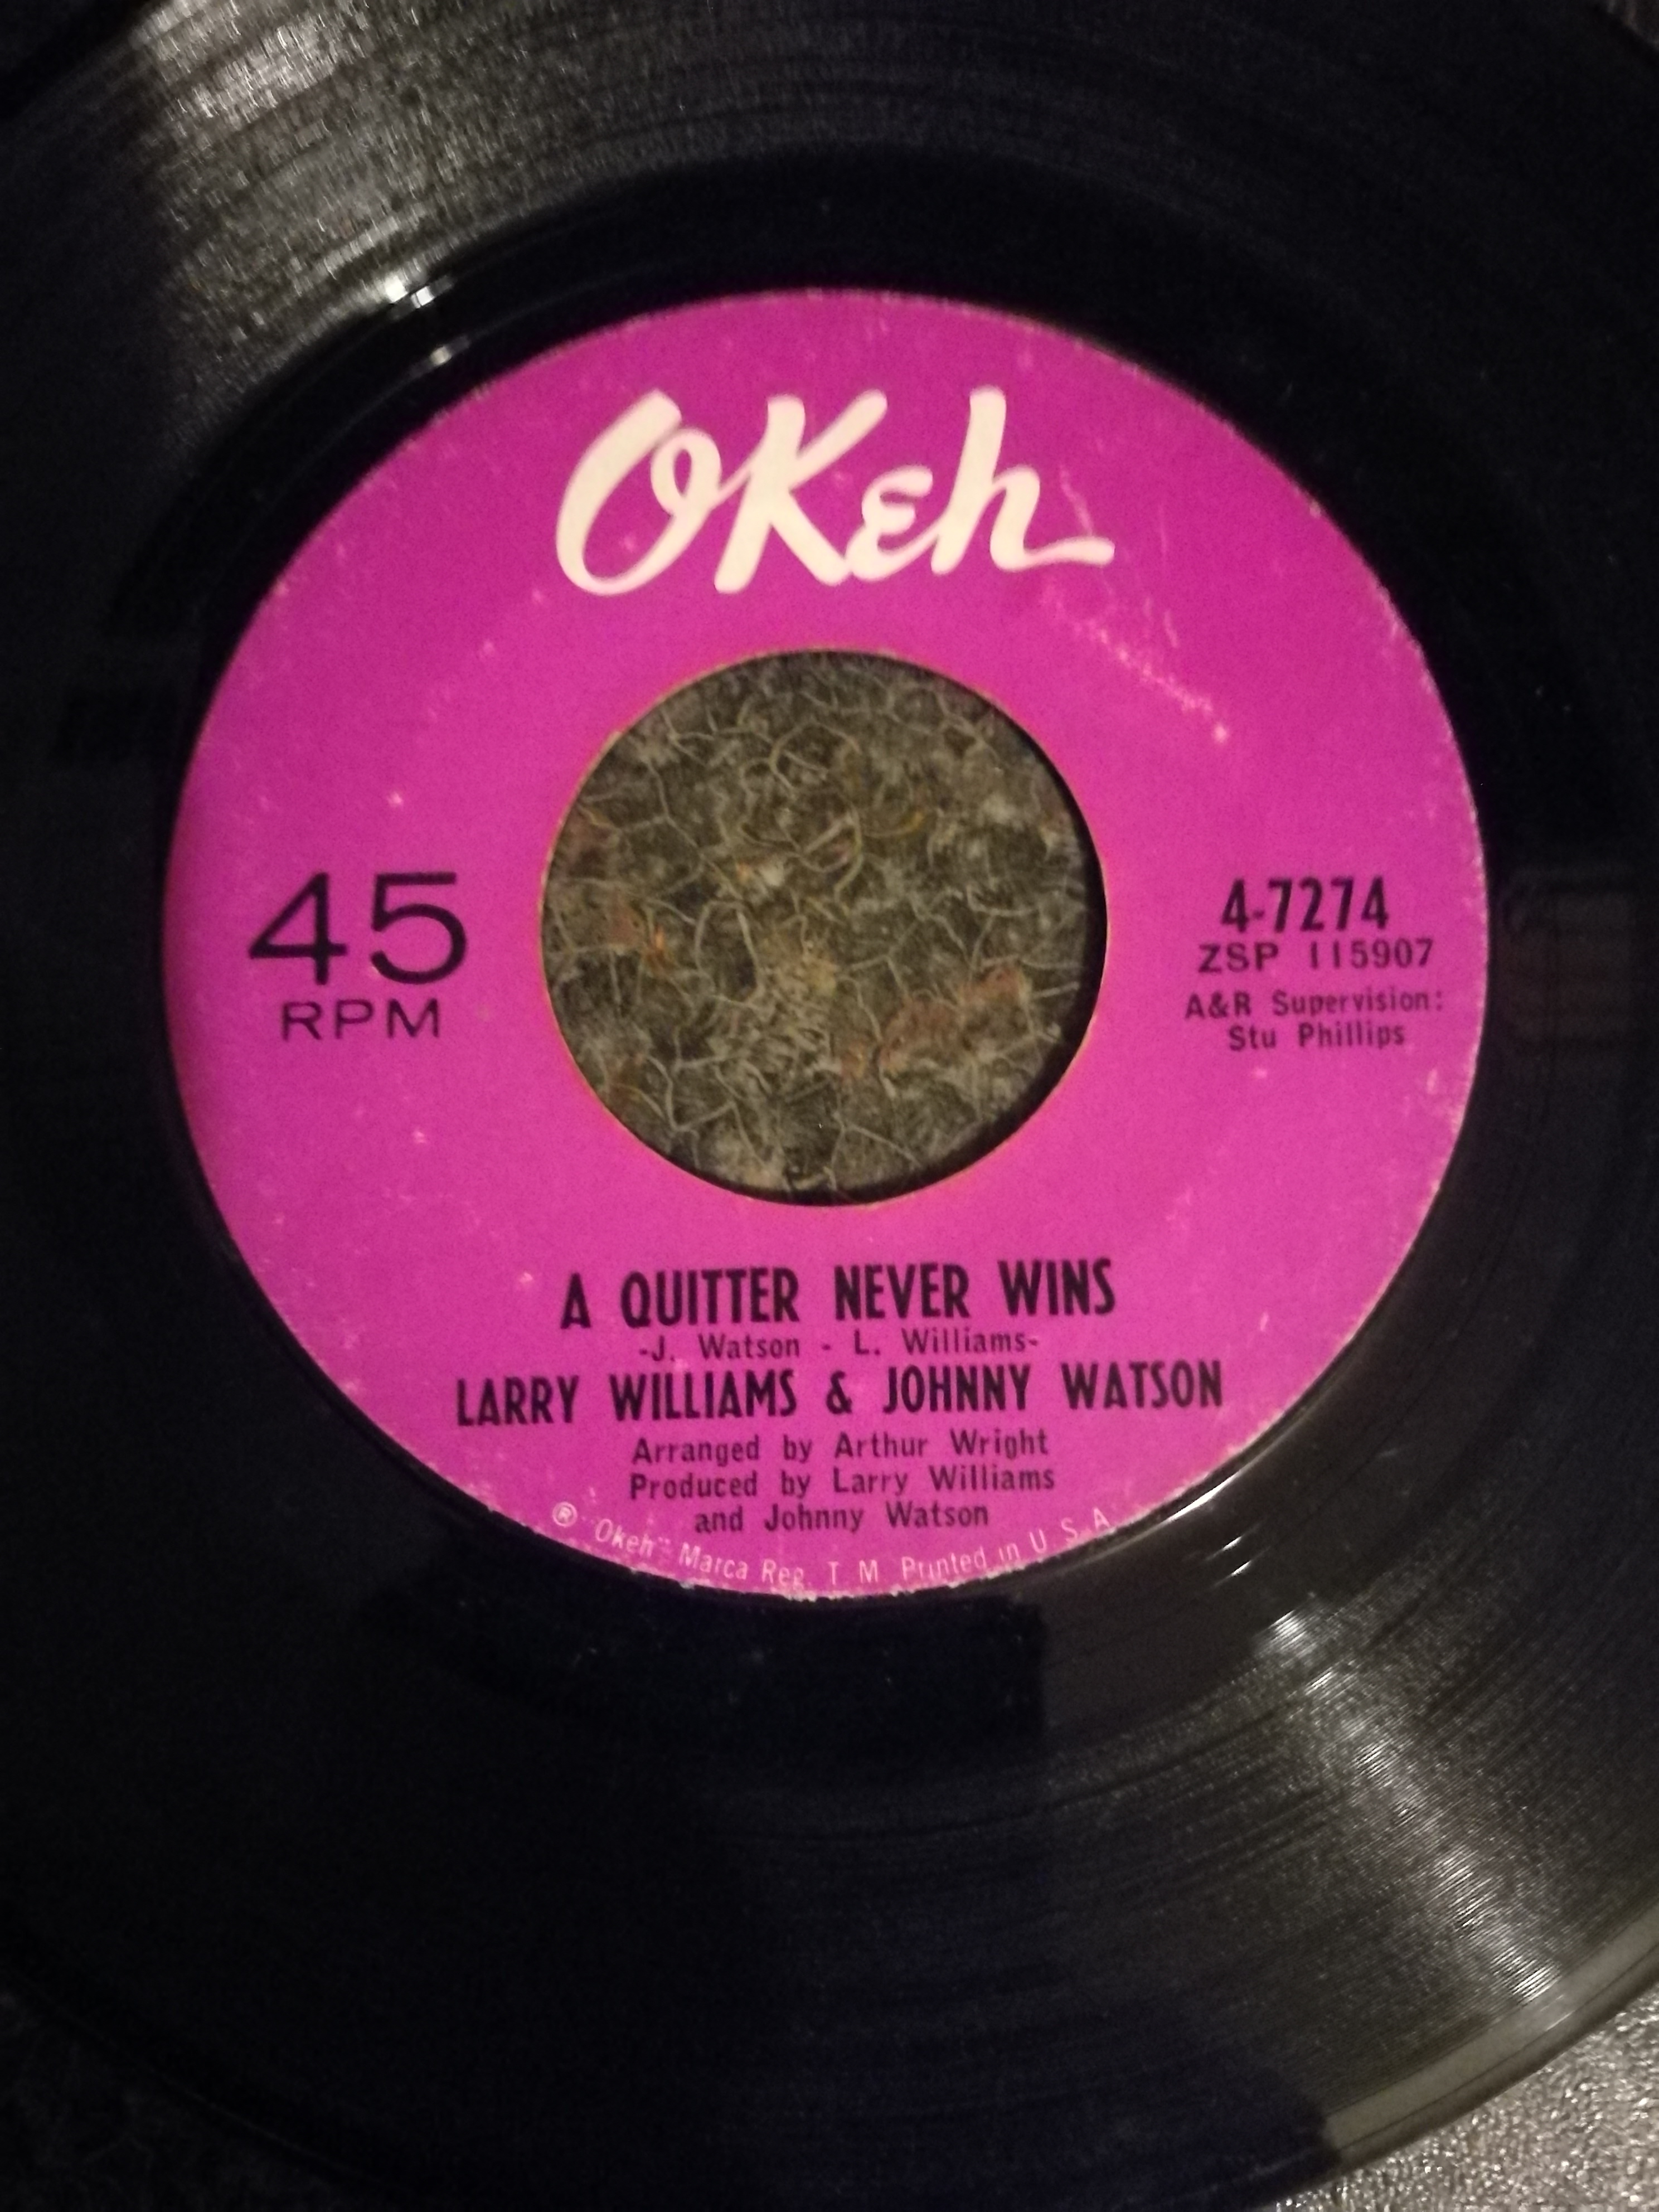 OKeh
45
RPM
4-7274
ZSP 115907
A&R Supervision:
Stu Phillips
A QUITTER NEVER WINS
-J. Watson - L. Williams-
LARRY WILLIAMS & JOHNNY WATSON
Arranged by Arthur Wright
Produced by Larry Williams
and Johnny Watson
® "Okeh" Marca Reg. T M Printed in U. S. A.